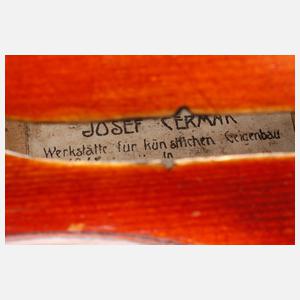 JOSEF CERMAK
Werkstätte für künstlichen Geigenbau